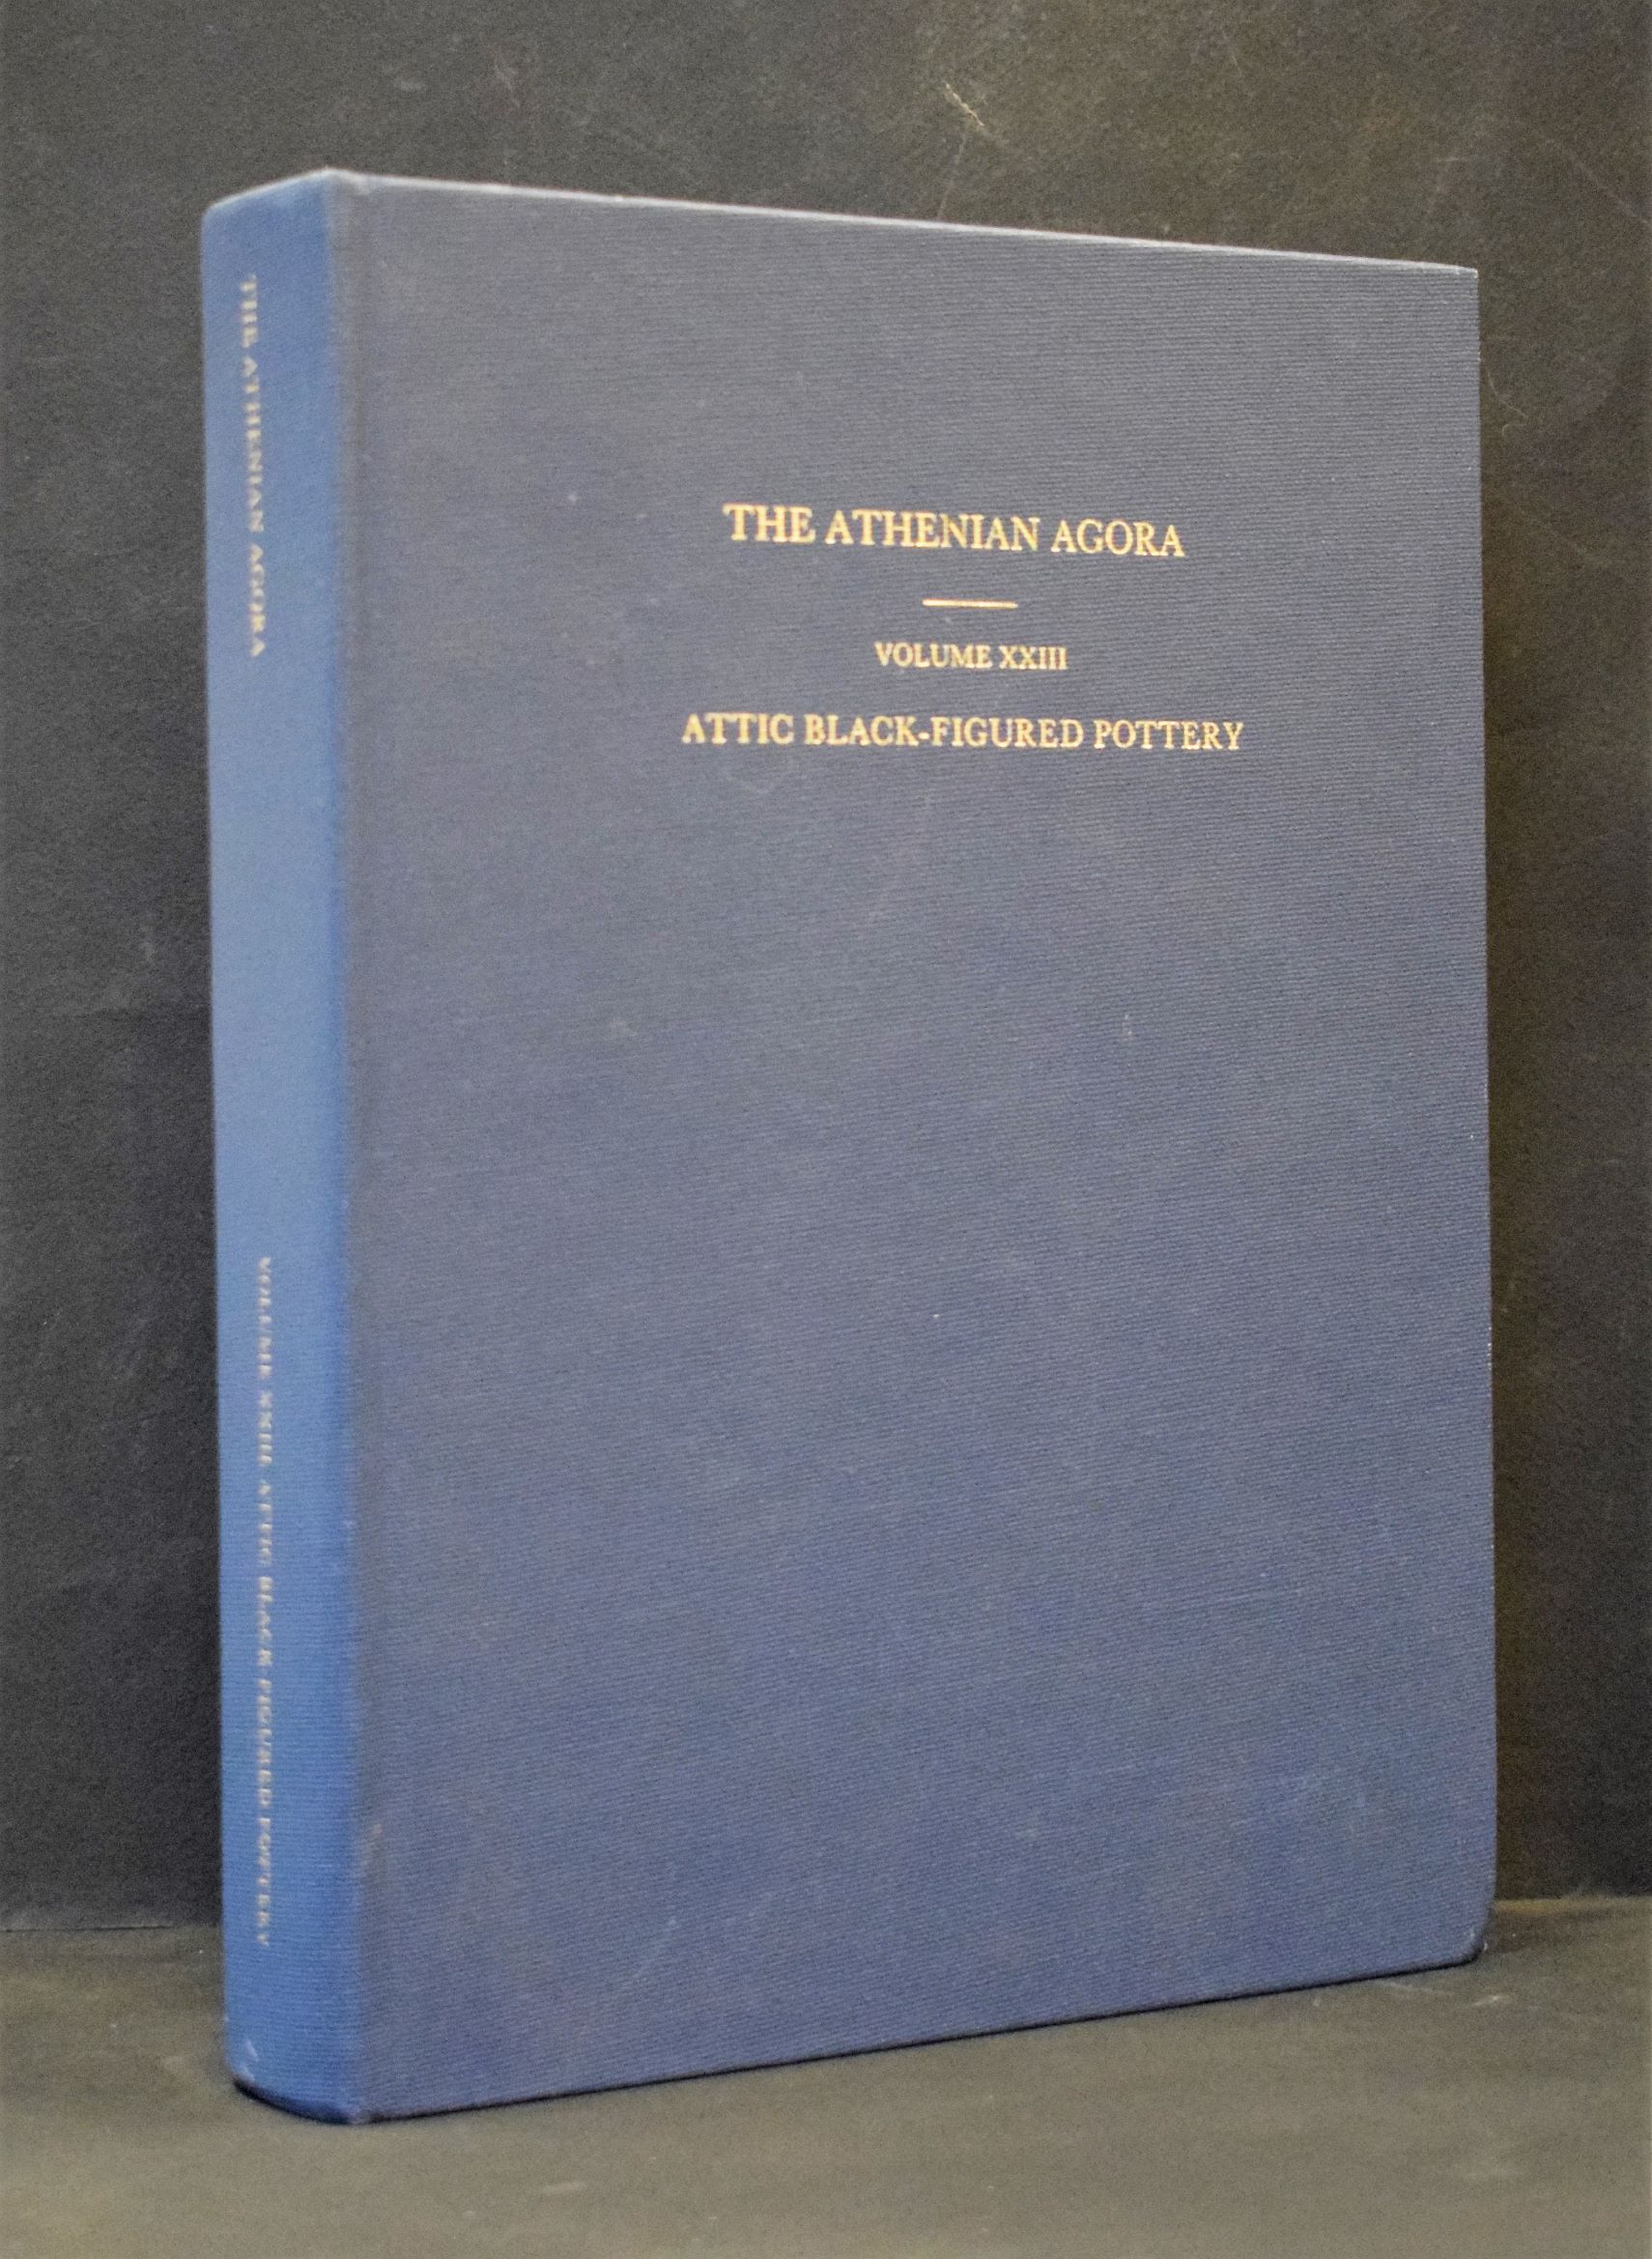 THE ATHENIAN AGORA
VOLUME XXIII
ATTIC BLACK-FIGURED POTTERY
THE ATHENIAN AGORA
VOLUME XXIII ATTIC BLACK-FIGURED POTTERY